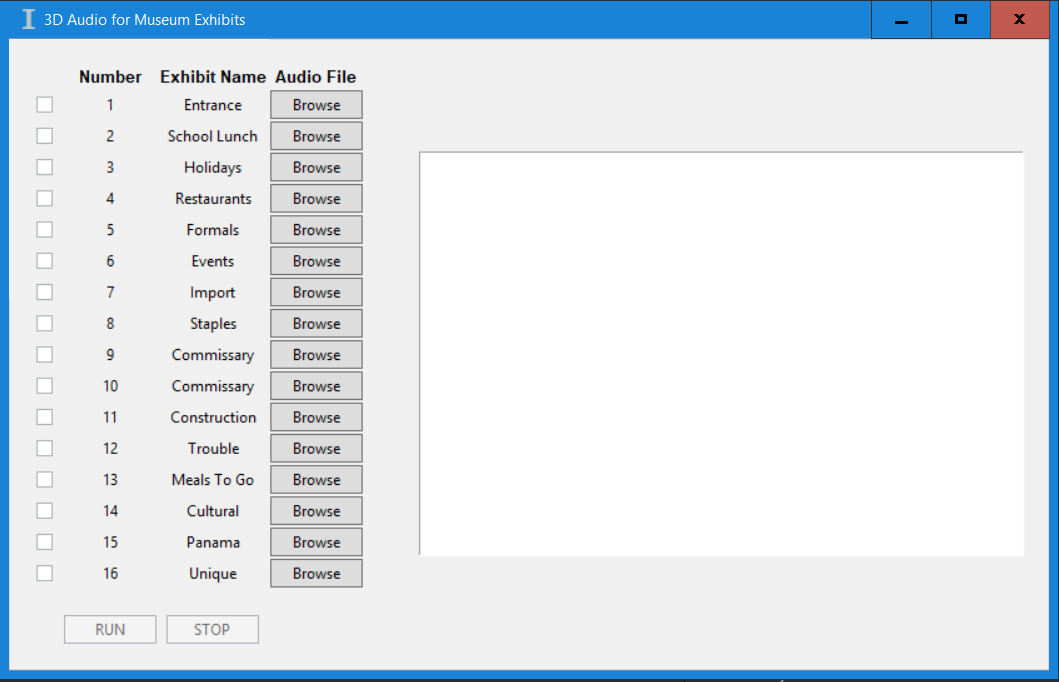 3D Audio for Museum Exhibits
Number Exhibit Name Audio File
1 Entrance Browse
2 School Lunch Browse
3 Holidays Browse
4 Restaurants Browse
5 Formals Browse
6 Events Browse
7 Import Browse
8 Staples Browse
9 Commissary Browse
10 Commissary Browse
11 Construction Browse
12 Trouble Browse
13 Meals To Go Browse
14 Cultural Browse
15 Panama Browse
16 Unique Browse
RUN STOP